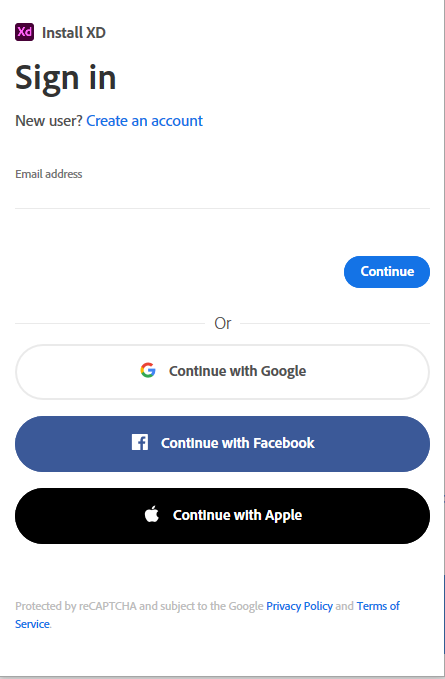 Xd Install XD
Sign in
New user? Create an account
Email address
Continue
Or
Continue with Google
Continue with Facebook
Continue with Apple
Protected by reCAPTCHA and subject to the Google Privacy Policy and Terms of
Service.